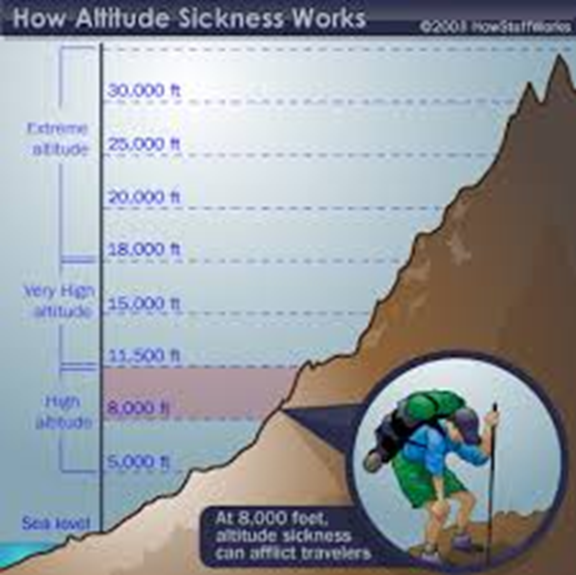 How Altitude Sickness Works
©2003 HowStuffWorks
30,000 ft
Extreme
altitude
25,000 ft
20,000 ft
18,000 ft
Very High
altitude
15,000 ft
11,500 ft
High
altitude
8,000 ft
5,000 ft
Sea level
At 8,000 feet,
altitude sickness
can afflict travelers